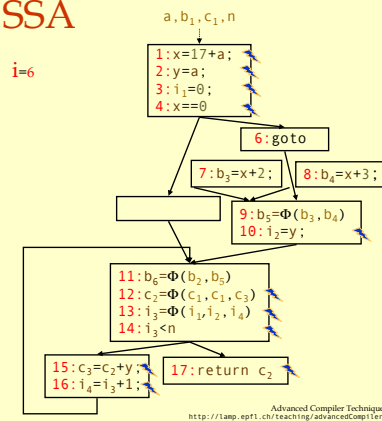 SSA
a,b₁,c₁,n
i=6
1:x=17+a;
2:y=a;
3:i₁=0;
4:x==0
6:goto
7:b₃=x+2;
8:b₄=x+3;
9:b₅=Φ(b₃,b₄)
10:i₂=y;
11:b₆=Φ(b₂,b₅)
12:c₂=Φ(c₁,c₁,c₃)
13:i₃=Φ(i₁,i₂,i₄)
14:i₃<n
15:c₃=c₂+y;
16:i₄=i₃+1;
17:return c₂
Advanced Compiler Technique
http://lamp.epfl.ch/teaching/advancedCompiler